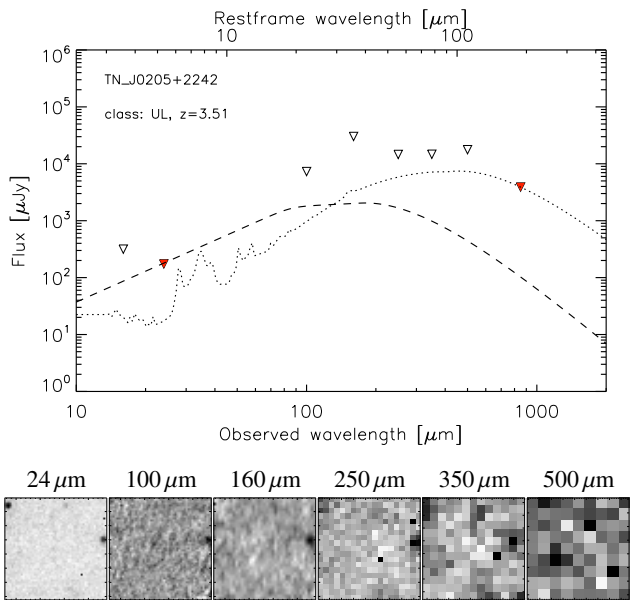 Restframe wavelength [μm]
10 100
10⁶
TN_J0205+2242
10⁵
class: UL, z=3.51
10⁴
10³
10²
10¹
10⁰
Flux [μJy]
10 100 1000
Observed wavelength [μm]
24 μm 100 μm 160 μm 250 μm 350 μm 500 μm